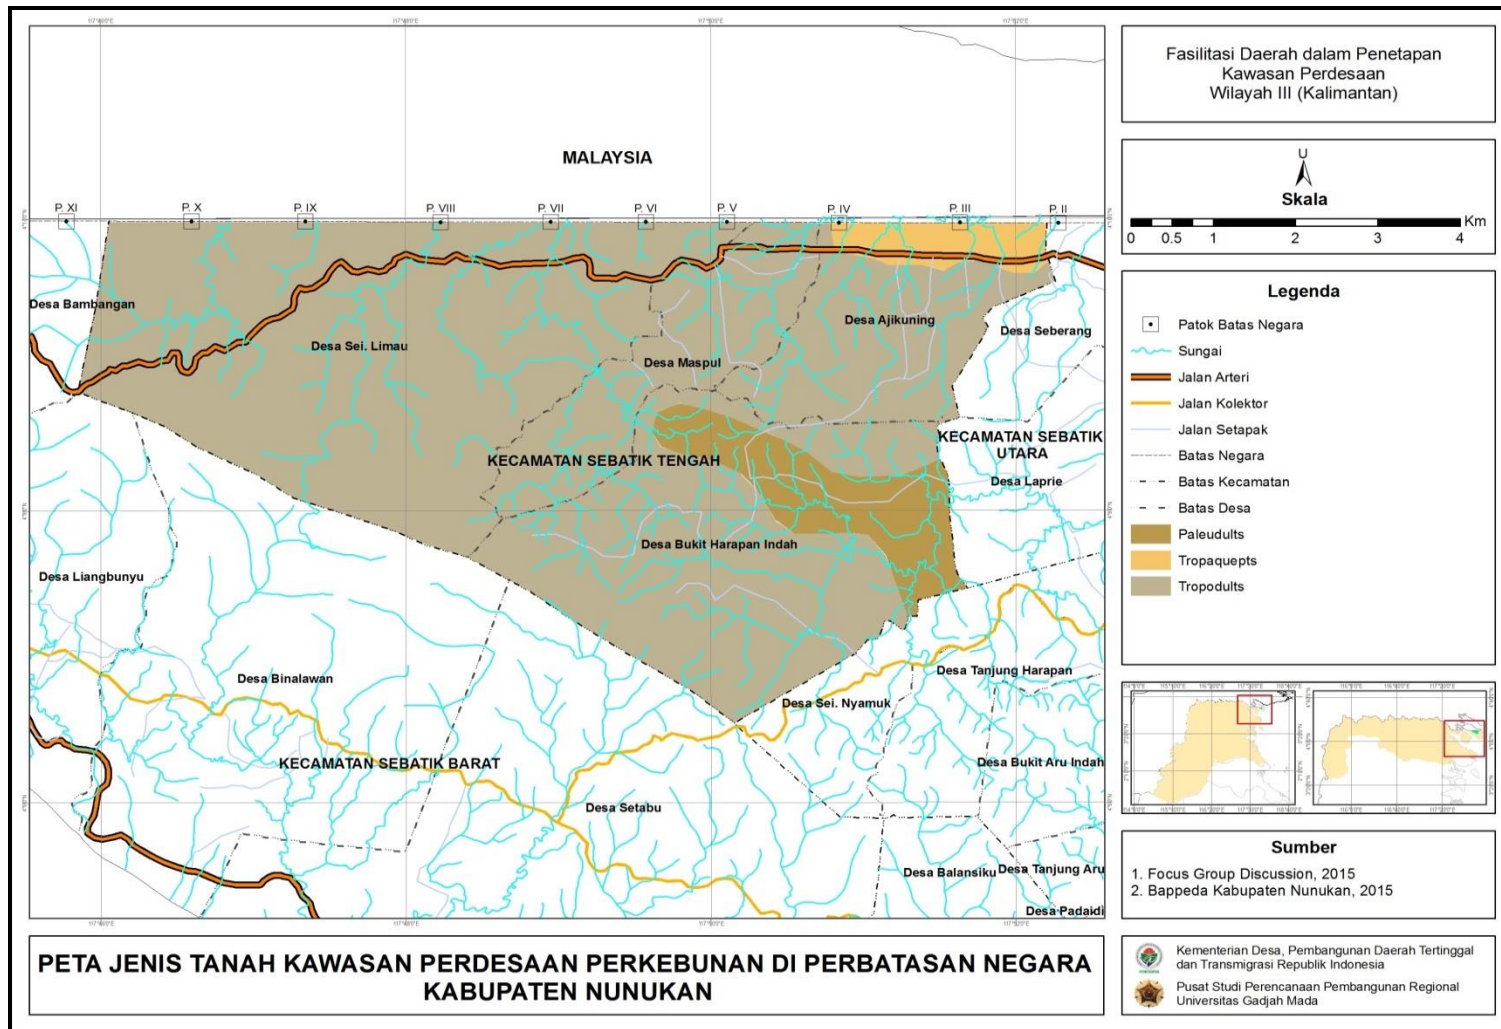 MALAYSIA
P. XI
P. X
P. IX
P. VIII
P. VII
P. VI
P. V
P. IV
P. III
P. II
Desa Bambangan
Desa Sei. Limau
Desa Maspul
Desa Ajikuning
Desa Seberang
KECAMATAN SEBATIK TENGAH
KECAMATAN SEBATIK
UTARA
Desa Laprie
Desa Bukit Harapan Indah
Desa Liangbunyu
Desa Binalawan
Desa Tanjung Harapan
Desa Sei. Nyamuk
KECAMATAN SEBATIK BARAT
Desa Bukit Aru Indah
Desa Setabu
Desa Balansiku
Desa Tanjung Aru
Desa Padaidi
PETA JENIS TANAH KAWASAN PERDESAAN PERKEBUNAN DI PERBATASAN NEGARA
KABUPATEN NUNUKAN
Fasilitasi Daerah dalam Penetapan
Kawasan Perdesaan
Wilayah III (Kalimantan)
U
Skala
Km
0 0.5 1 2 3 4
Legenda
Patok Batas Negara
Sungai
Jalan Arteri
Jalan Kolektor
Jalan Setapak
Batas Negara
Batas Kecamatan
Batas Desa
Paleudults
Tropaquepts
Tropodults
Sumber
1. Focus Group Discussion, 2015
2. Bappeda Kabupaten Nunukan, 2015
Kementerian Desa, Pembangunan Daerah Tertinggal
dan Transmigrasi Republik Indonesia
Pusat Studi Perencanaan Pembangunan Regional
Universitas Gadjah Mada